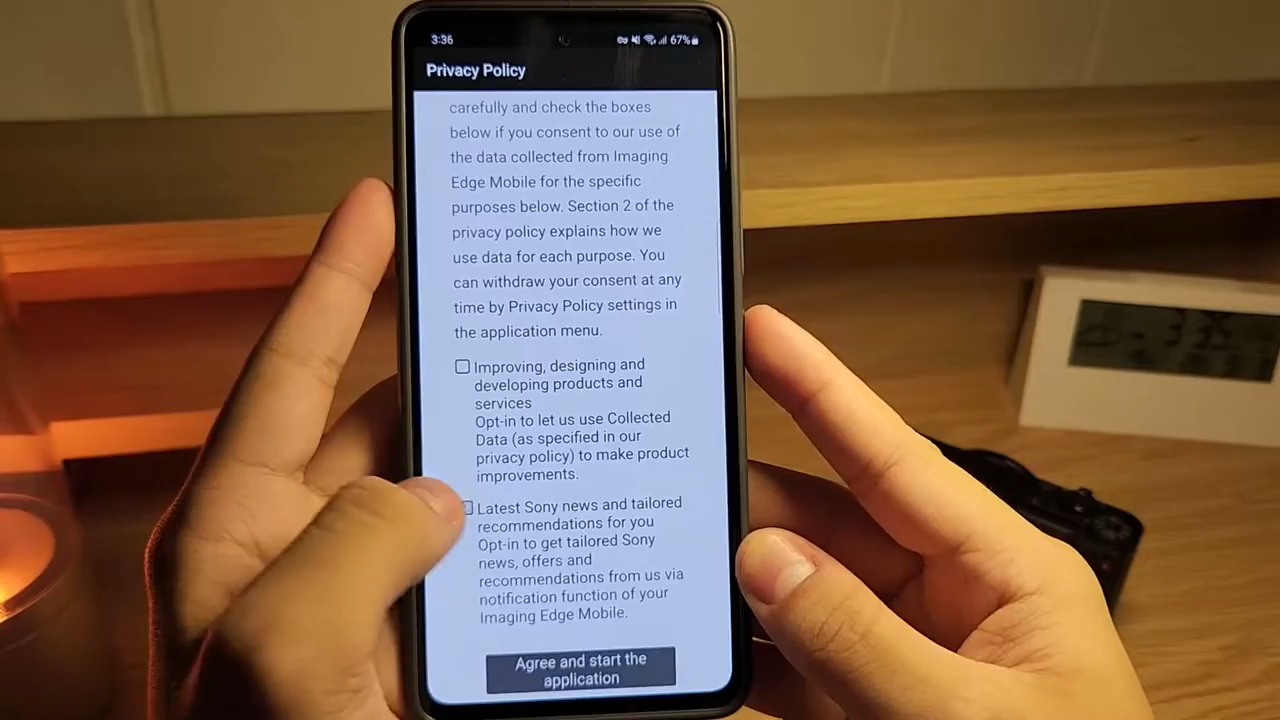 3:36
67%
Privacy Policy
carefully and check the boxes
below if you consent to our use of
the data collected from Imaging
Edge Mobile for the specific
purposes below. Section 2 of the
privacy policy explains how we
use data for each purpose. You
can withdraw your consent at any
time by Privacy Policy settings in
the application menu.
Improving, designing and
developing products and
services
Opt-in to let us use Collected
Data (as specified in our
privacy policy) to make product
improvements.
Latest Sony news and tailored
recommendations for you
Opt-in to get tailored Sony
news, offers and
recommendations from us via
notification function of your
Imaging Edge Mobile.
Agree and start the
application